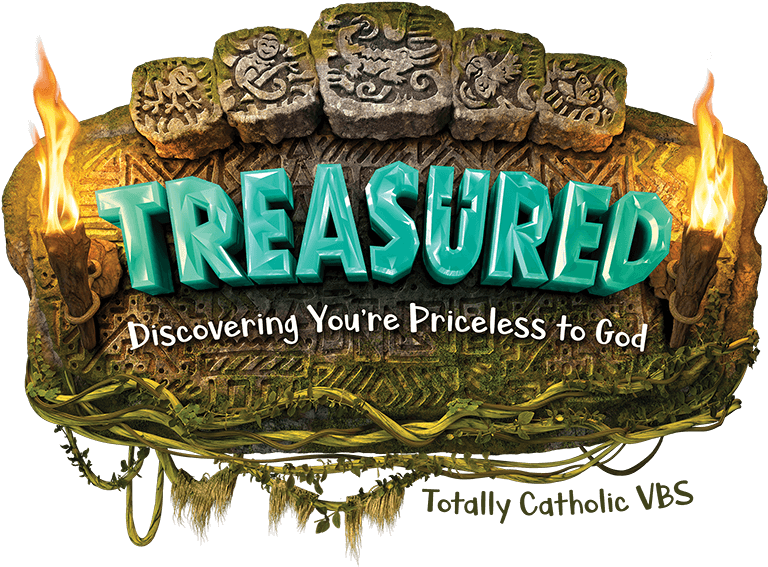 TREASURED
Discovering You're Priceless to God
Totally Catholic VBS